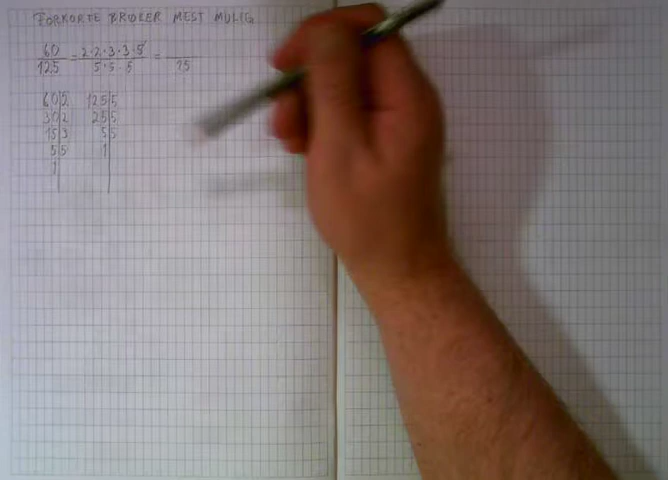 FORKORTE BRØKER MEST MULIG
60/125 = 2·2·3·3·5/5·5·5 = /25
60|2 125|5
30|2 25|5
15|3 5|5
5|5 1|
1|